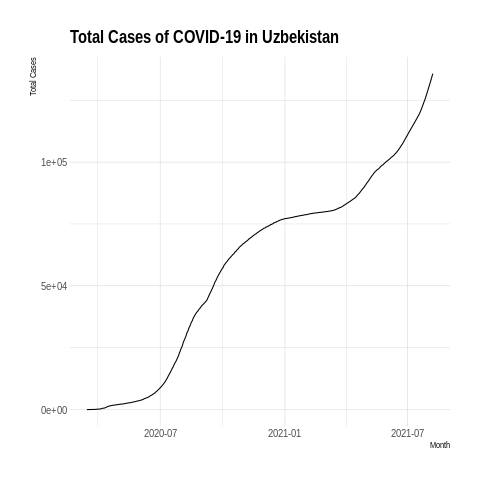 Total Cases of COVID-19 in Uzbekistan
Total Cases
1e+05
5e+04
0e+00
2020-07 2021-01 2021-07
Month